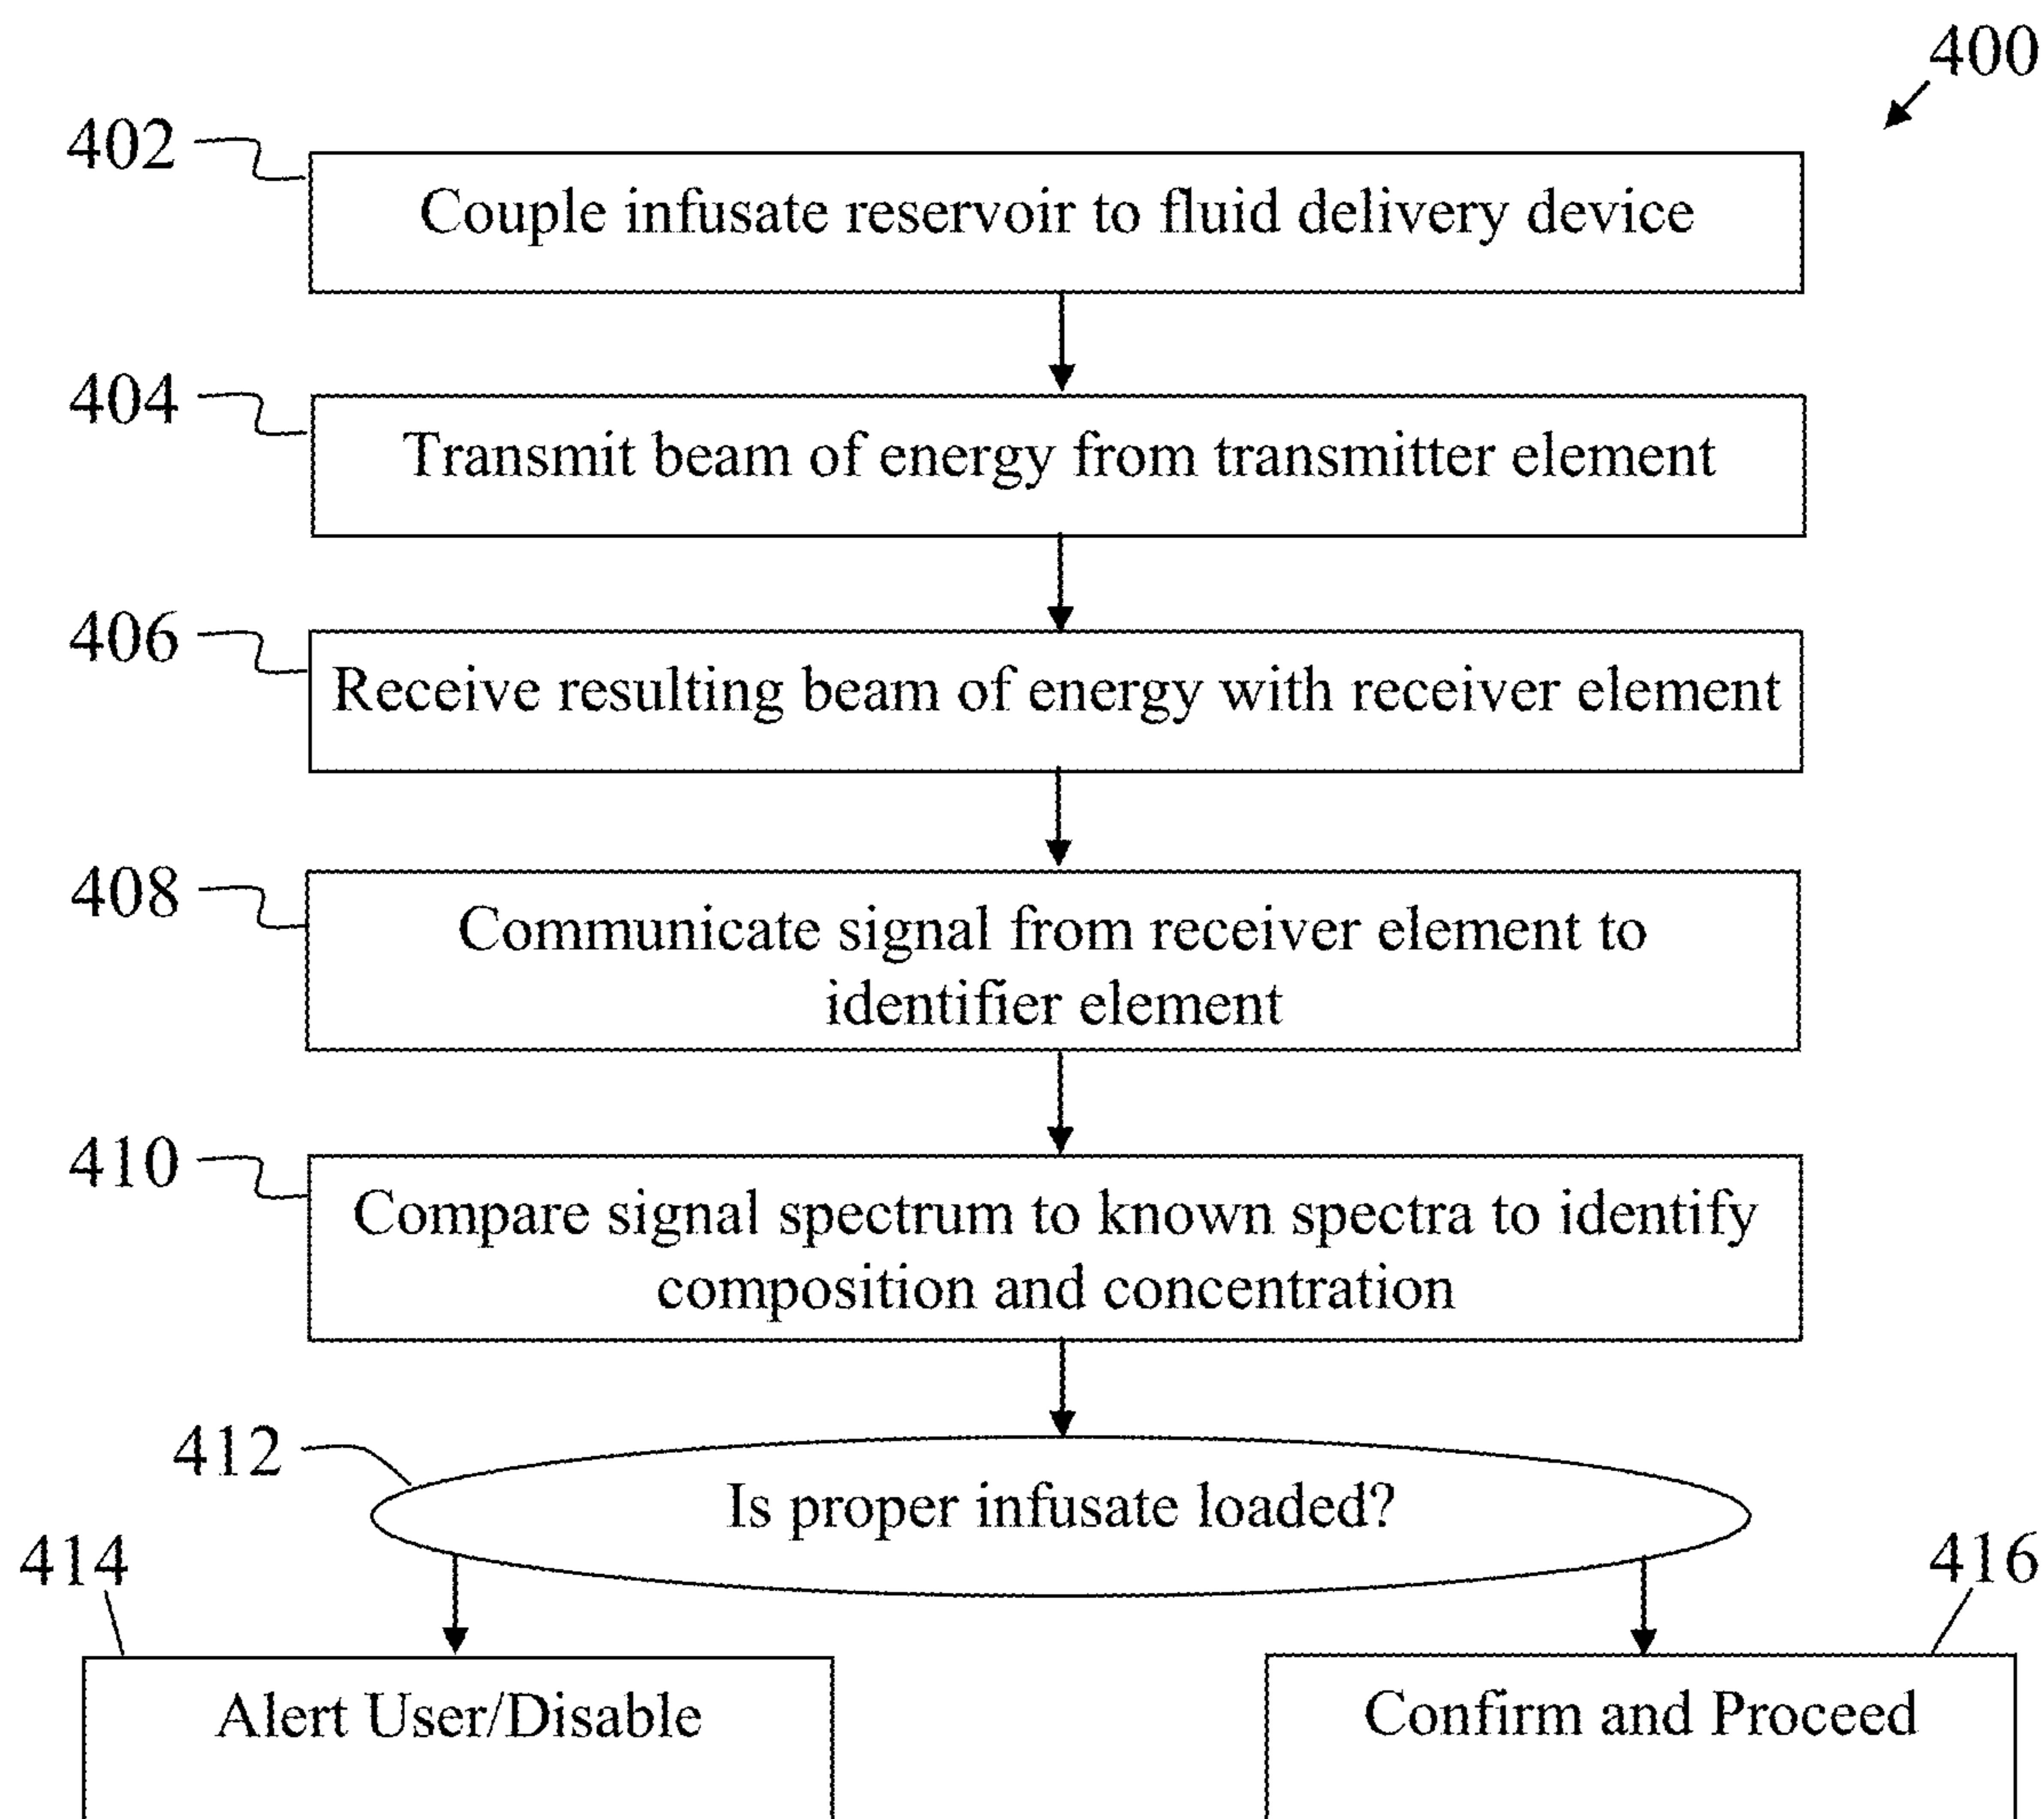 400
402
Couple infusate reservoir to fluid delivery device
404
Transmit beam of energy from transmitter element
406
Receive resulting beam of energy with receiver element
408
Communicate signal from receiver element to
identifier element
410
Compare signal spectrum to known spectra to identify
composition and concentration
412
Is proper infusate loaded?
414
416
Alert User/Disable
Confirm and Proceed